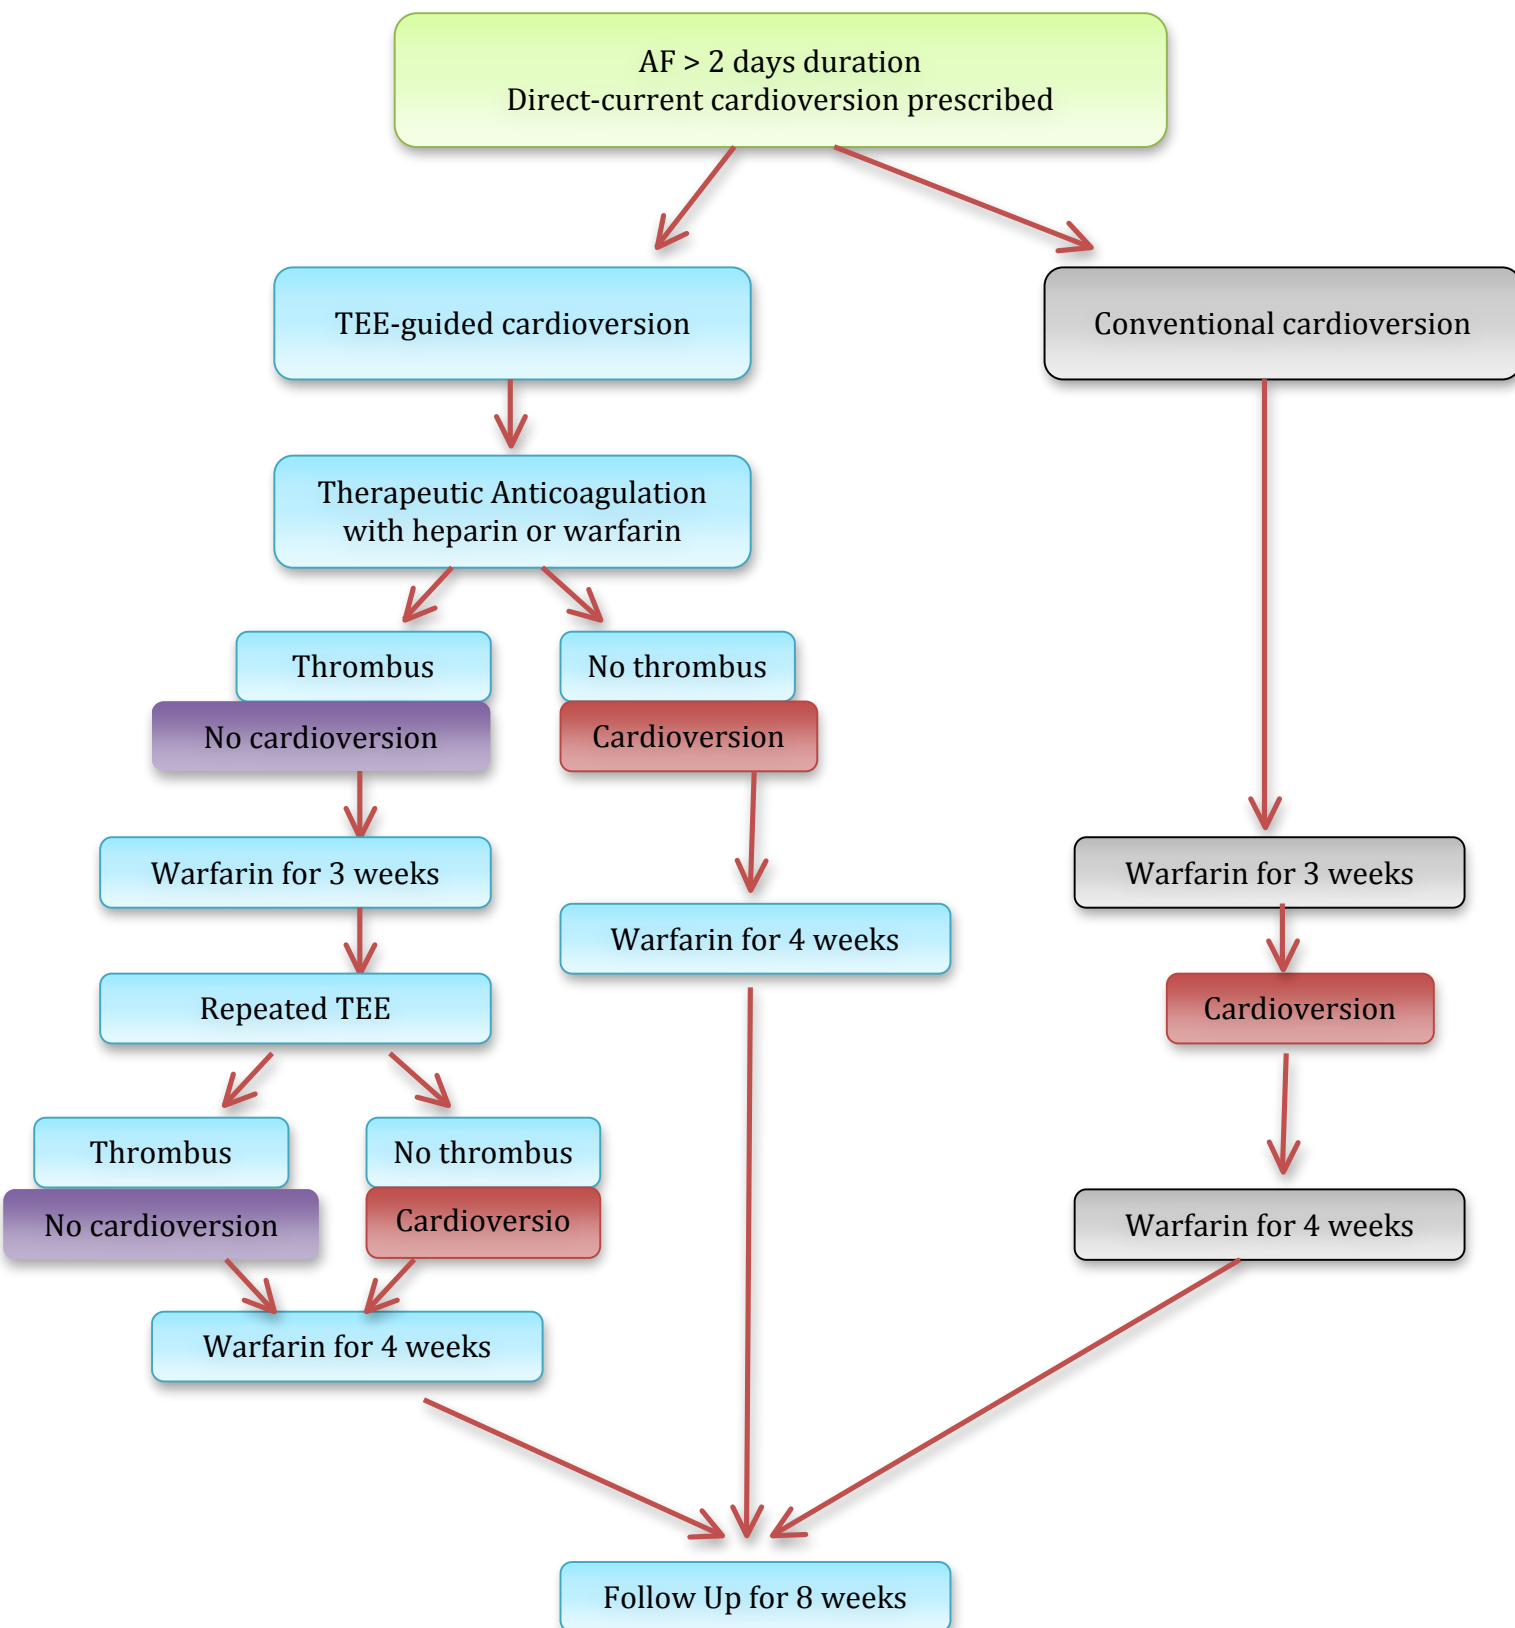 AF > 2 days duration
Direct-current cardioversion prescribed
TEE-guided cardioversion
Conventional cardioversion
Therapeutic Anticoagulation
with heparin or warfarin
Thrombus
No thrombus
No cardioversion
Cardioversion
Warfarin for 3 weeks
Warfarin for 3 weeks
Warfarin for 4 weeks
Repeated TEE
Cardioversion
Thrombus
No thrombus
No cardioversion
Cardioversio
Warfarin for 4 weeks
Warfarin for 4 weeks
Follow Up for 8 weeks